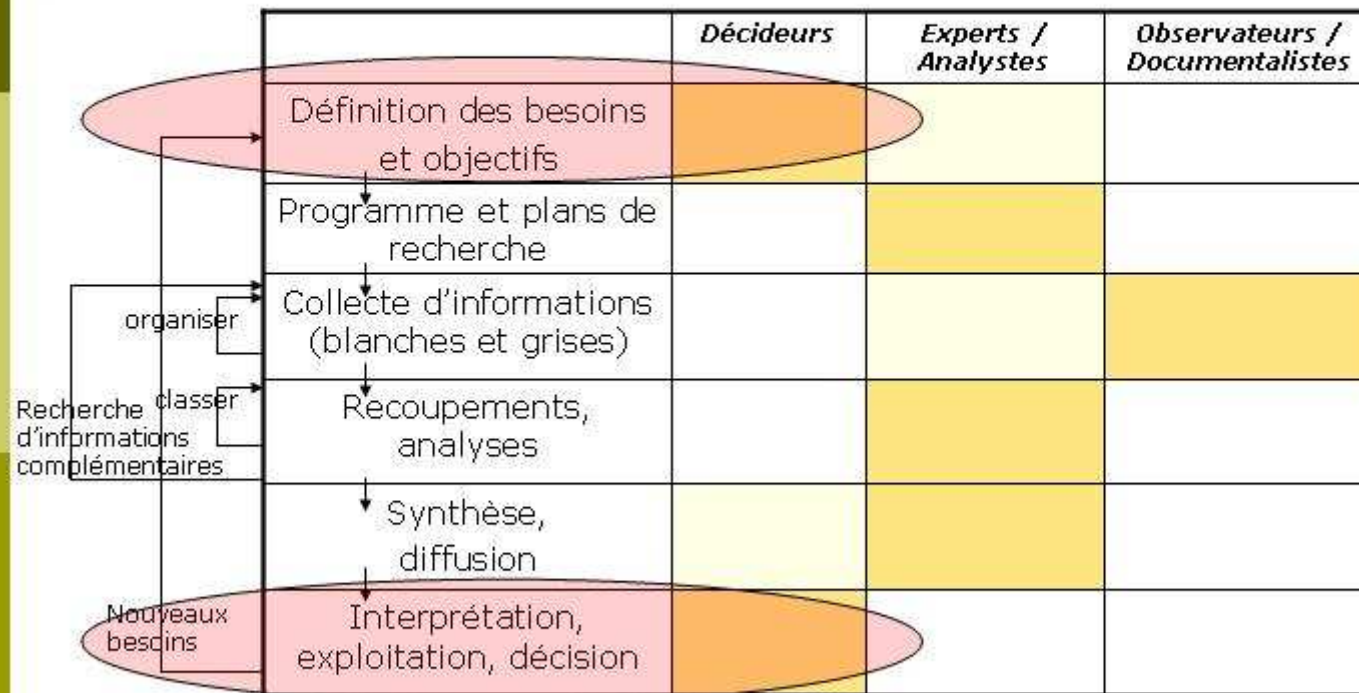 Décideurs
Experts /
Analystes
Observateurs /
Documentalistes
Définition des besoins
et objectifs
Programme et plans de
recherche
organiser
Collecte d'informations
(blanches et grises)
classer
Recherche
d'informations
complémentaires
Recoupements,
analyses
Synthèse,
diffusion
Nouveaux
besoins
Interprétation,
exploitation, décision